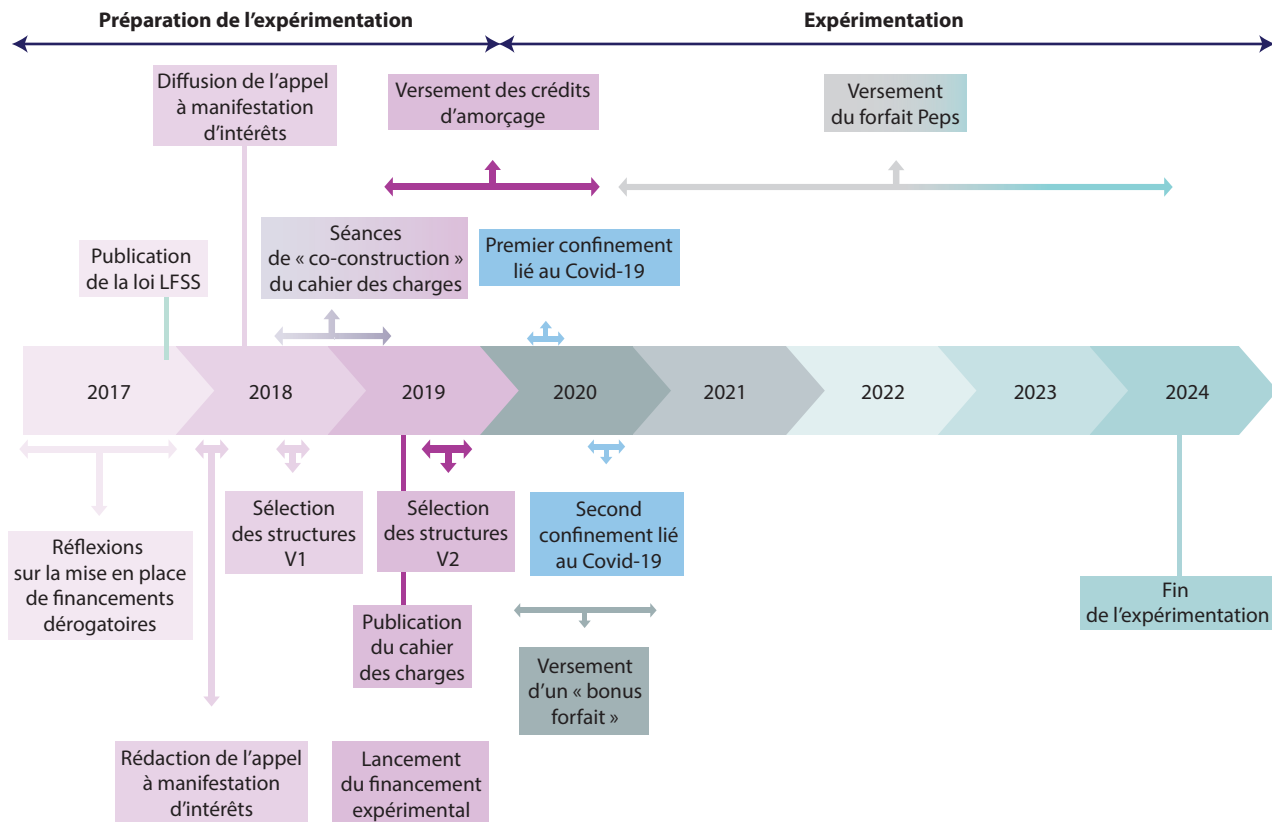 Préparation de l’expérimentation
Expérimentation
Diffusion de l’appel
à manifestation
d’intérêts
Versement des crédits
d’amorçage
Versement
du forfait Peps
Publication
de la loi LFSS
Séances
de « co-construction »
du cahier des charges
Premier confinement
lié au Covid-19
2017
2018
2019
2020
2021
2022
2023
2024
Réflexions
sur la mise en place
de financements
dérogatoires
Sélection
des structures
V1
Sélection
des structures
V2
Second
confinement lié
au Covid-19
Fin
de l’expérimentation
Publication
du cahier
des charges
Versement
d’un « bonus
forfait »
Rédaction de l’appel
à manifestation
d’intérêts
Lancement
du financement
expérimental